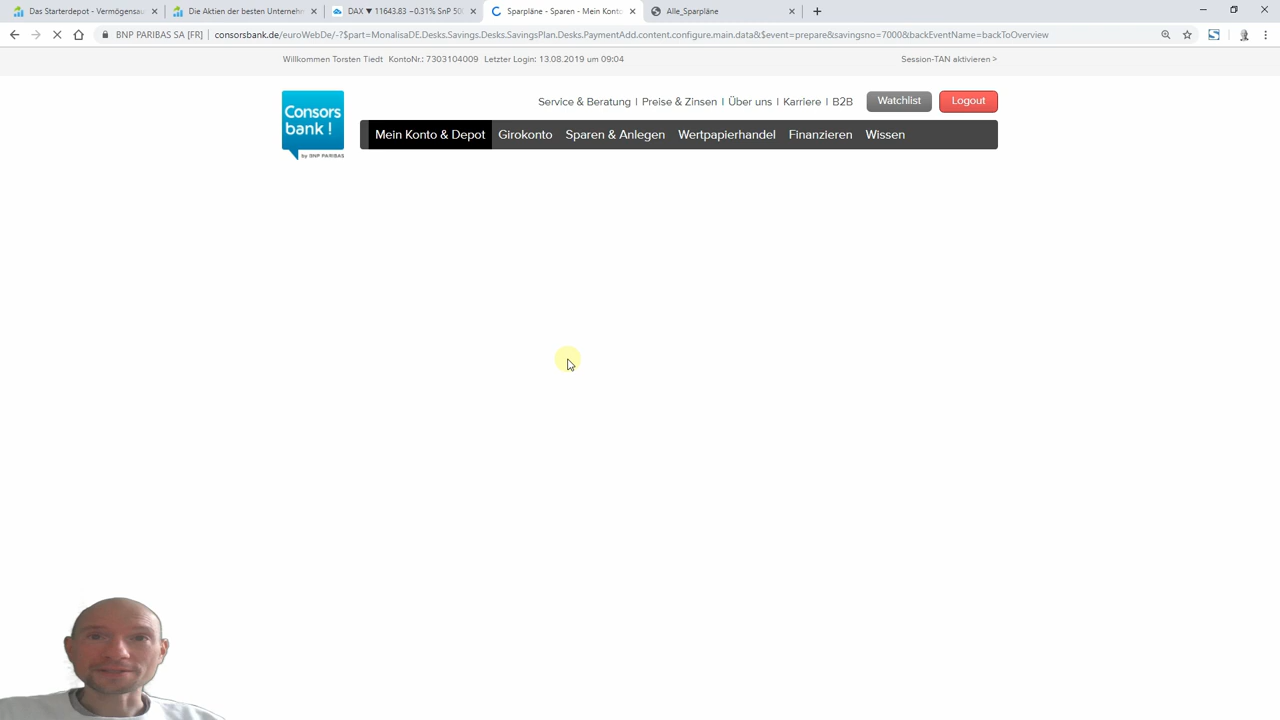 Das Starterdepot - Vermögensau
Die Aktien der besten Unternehm
DAX ▼ 11643.83 −0.31% SnP 500
Sparpläne - Sparen - Mein Konto
Alle_Sparpläne
BNP PARIBAS SA [FR] | consorsbank.de/euroWebDe/-?$part=MonalisaDE.Desks.Savings.Desks.SavingsPlan.Desks.PaymentAdd.content.configure.main.data&$event=prepare&savingsno=7000&backEventName=backToOverview
Willkommen Torsten Tiedt KontoNr.: 7303104009 Letzter Login: 13.08.2019 um 09:04
Session-TAN aktivieren >
Consors
bank!
by BNP PARIBAS
Service & Beratung | Preise & Zinsen | Über uns | Karriere | B2B
Watchlist
Logout
Mein Konto & Depot Girokonto Sparen & Anlegen Wertpapierhandel Finanzieren Wissen